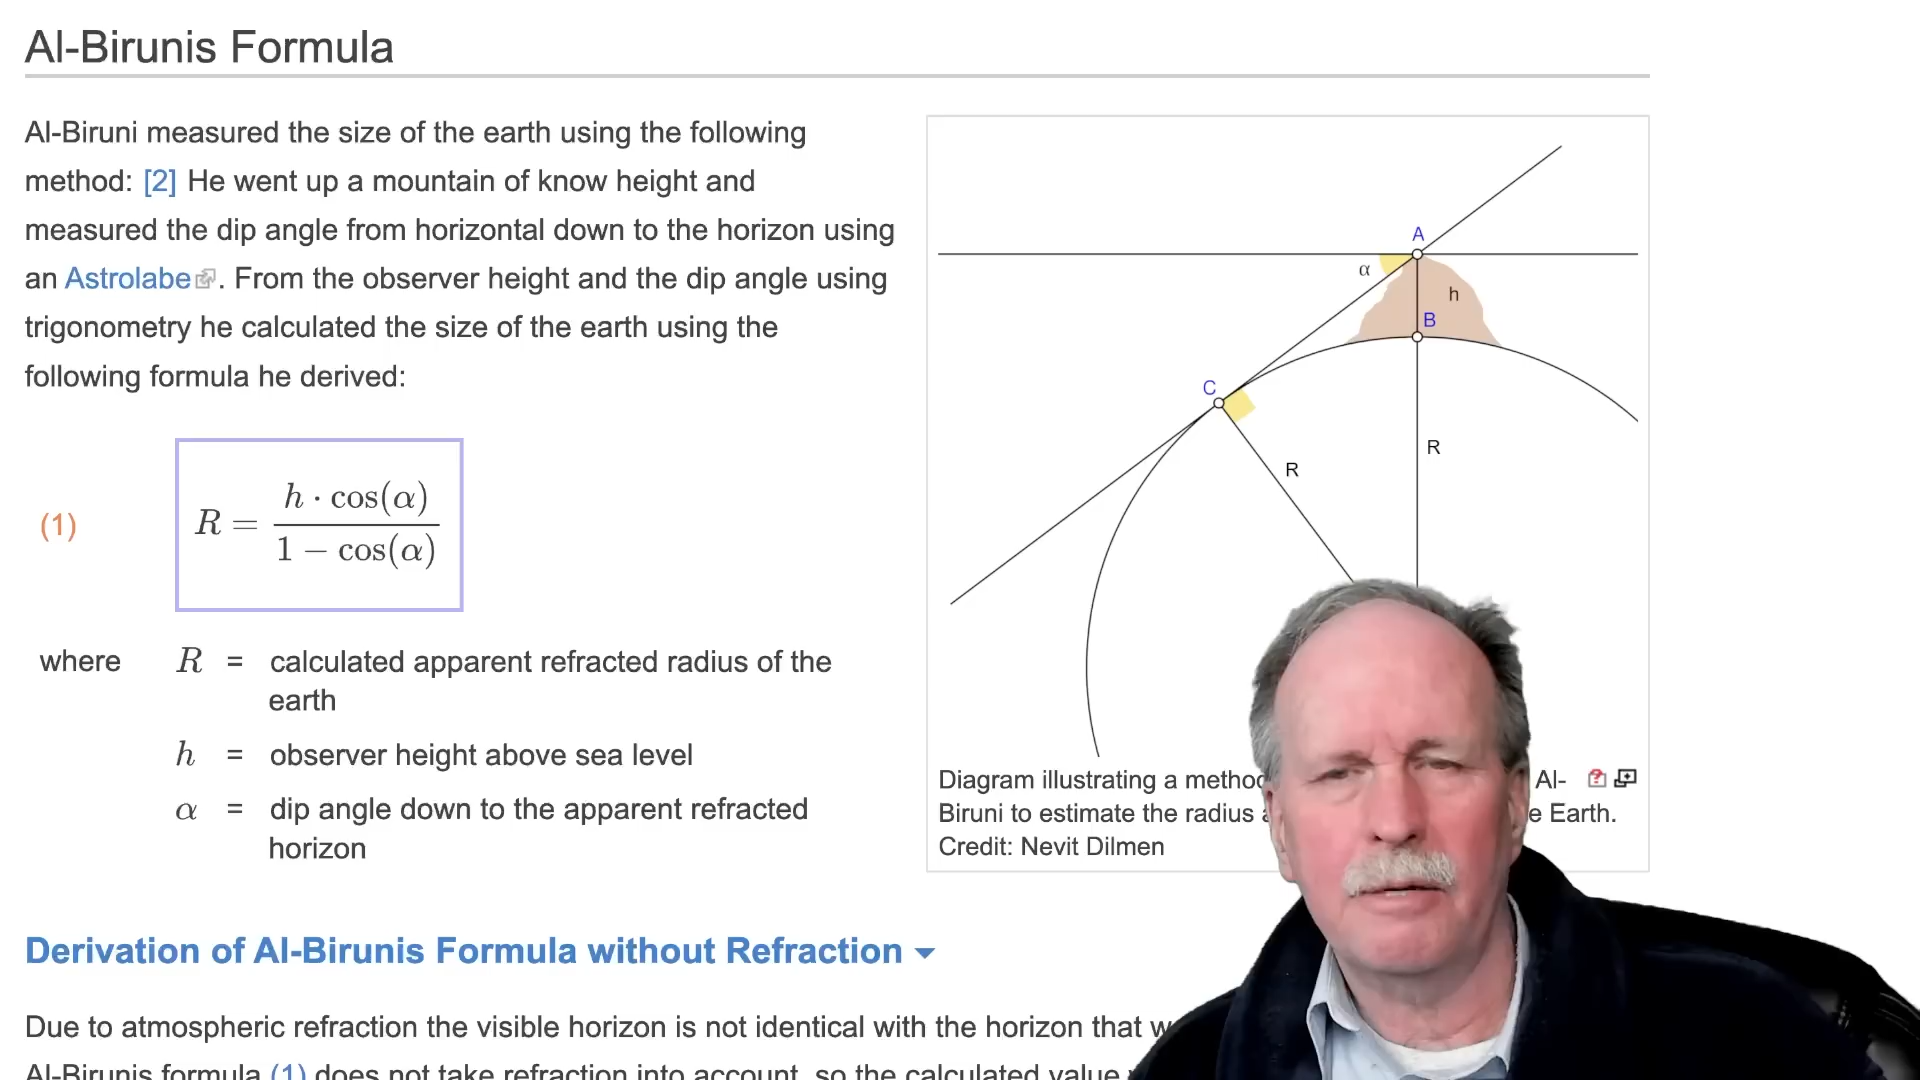 Al-Birunis Formula
Al-Biruni measured the size of the earth using the following
method: [2] He went up a mountain of know height and
measured the dip angle from horizontal down to the horizon using
an Astrolabe. From the observer height and the dip angle using
trigonometry he calculated the size of the earth using the
following formula he derived:
(1) R = h · cos(α) / 1 − cos(α)
where R = calculated apparent refracted radius of the
earth
h = observer height above sea level
α = dip angle down to the apparent refracted
horizon
A
α
h
B
C
R
R
Diagram illustrating a method Al-
Biruni to estimate the radius e Earth.
Credit: Nevit Dilmen
Derivation of Al-Birunis Formula without Refraction
Due to atmospheric refraction the visible horizon is not identical with the horizon that
Al-Birunis formula (1) does not take refraction into account, so the calculated value